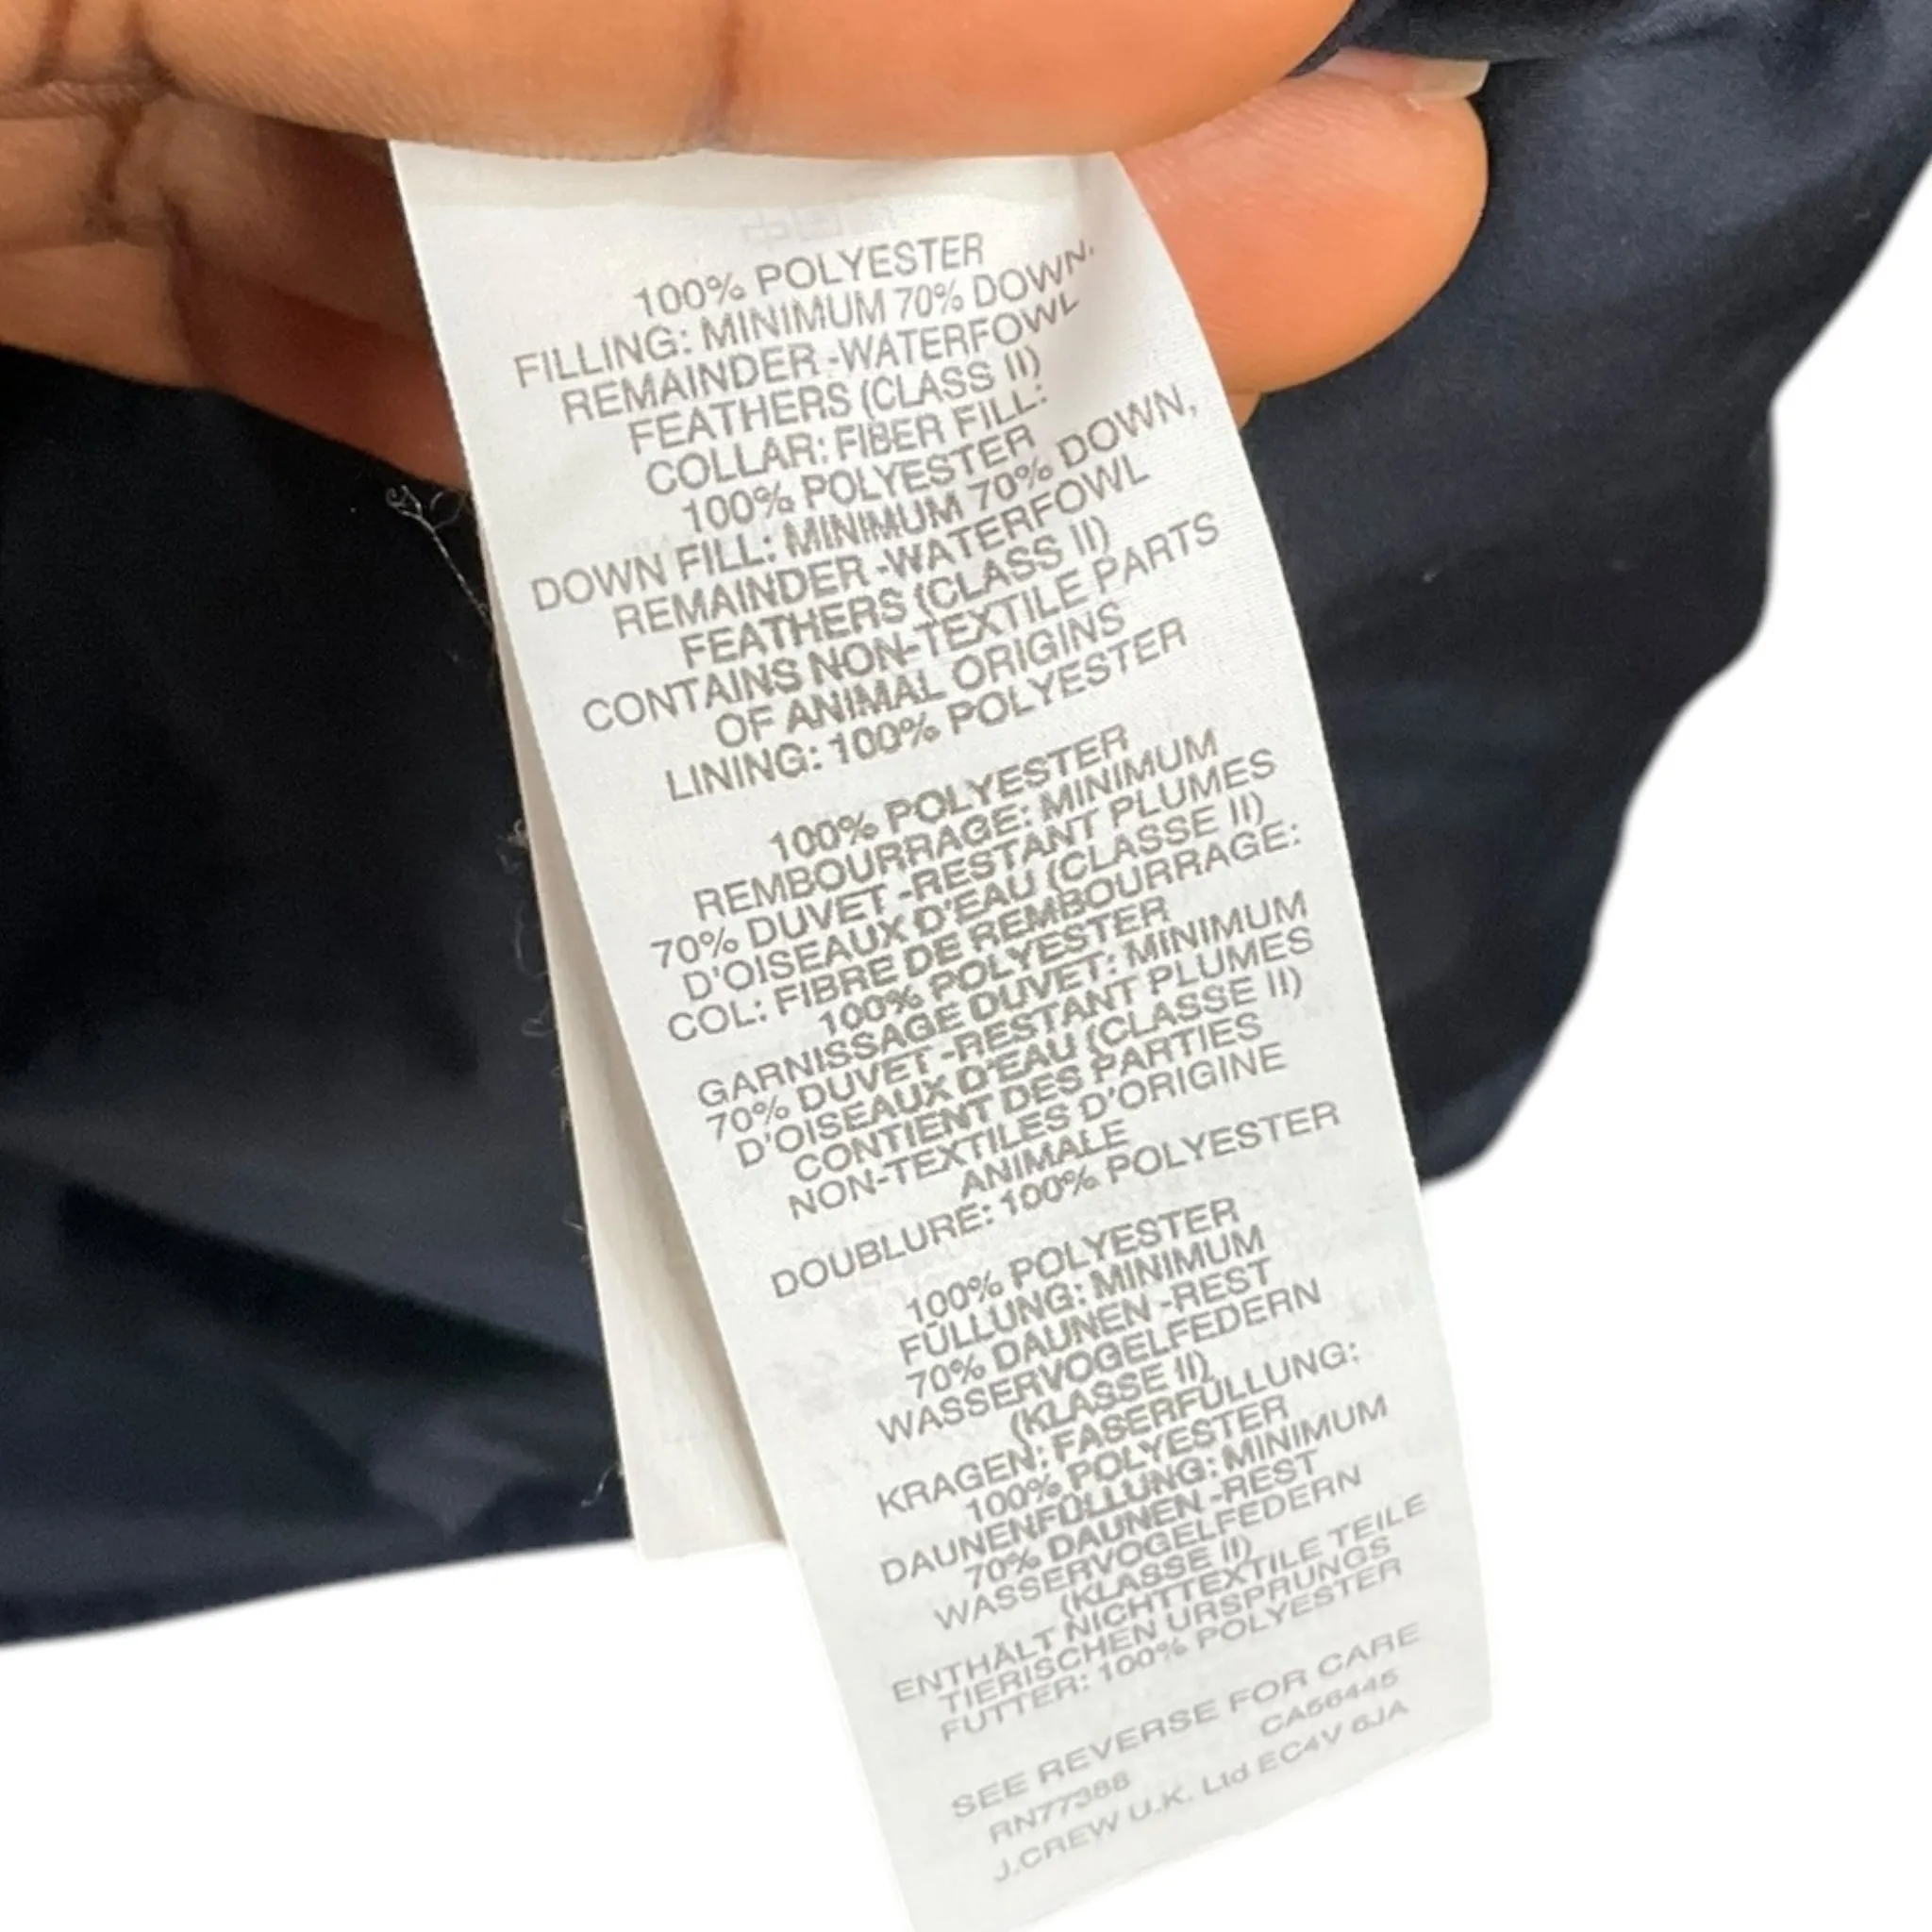 100% POLYESTER
FILLING: MINIMUM 70% DOWN,
REMAINDER -WATERFOWL
FEATHERS (CLASS II)
COLLAR: FIBER FILL:
100% POLYESTER
DOWN FILL: MINIMUM 70% DOWN,
REMAINDER -WATERFOWL
FEATHERS (CLASS II)
CONTAINS NON-TEXTILE PARTS
OF ANIMAL ORIGINS
LINING: 100% POLYESTER
100% POLYESTER
REMBOURRAGE: MINIMUM
70% DUVET -RESTANT PLUMES
D'OISEAUX D'EAU (CLASSE II)
COL: FIBRE DE REMBOURRAGE:
100% POLYESTER
GARNISSAGE DUVET: MINIMUM
70% DUVET -RESTANT PLUMES
D'OISEAUX D'EAU (CLASSE II)
CONTIENT DES PARTIES
NON-TEXTILES D'ORIGINE
ANIMALE
DOUBLURE: 100% POLYESTER
100% POLYESTER
FÜLLUNG: MINIMUM
70% DAUNEN -REST
WASSERVOGELFEDERN
(KLASSE II)
KRAGEN: FASERFÜLLUNG:
100% POLYESTER
DAUNENFÜLLUNG: MINIMUM
70% DAUNEN -REST
WASSERVOGELFEDERN
(KLASSE II)
ENTHÄLT NICHTTEXTILE TEILE
TIERISCHEN URSPRUNGS
FUTTER: 100% POLYESTER
SEE REVERSE FOR CARE
RN77388 CA56445
J.CREW U.K. Ltd EC4V 6JA